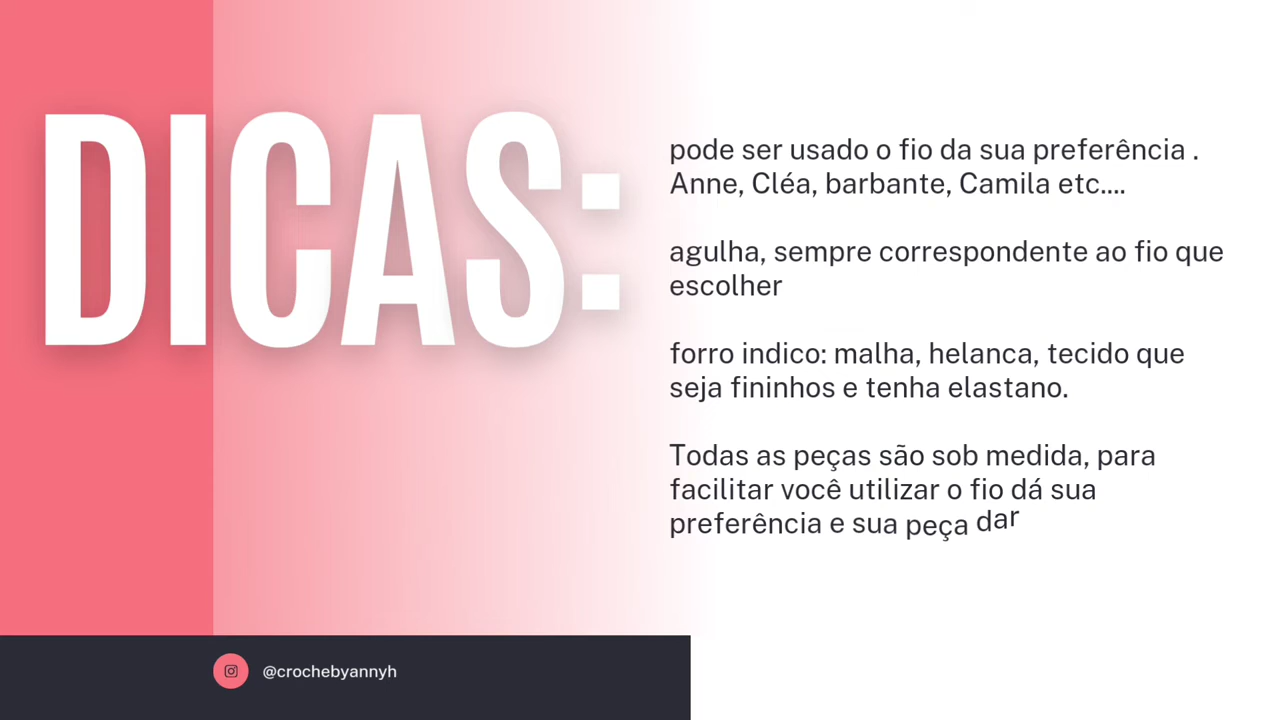 DICAS:
pode ser usado o fio da sua preferência .
Anne, Cléa, barbante, Camila etc....
agulha, sempre correspondente ao fio que
escolher
forro indico: malha, helanca, tecido que
seja fininhos e tenha elastano.
Todas as peças são sob medida, para
facilitar você utilizar o fio dá sua
preferência e sua peça dar
@crochebyannyh